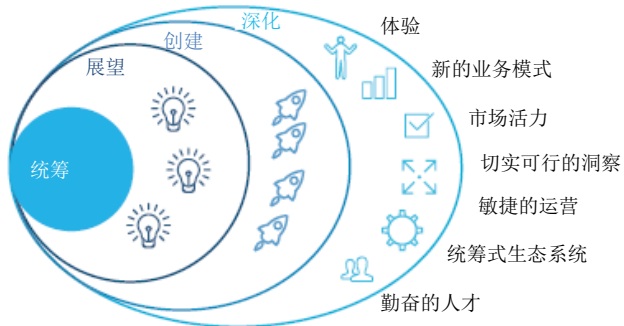 深化
创建
展望
统筹
体验
新的业务模式
市场活力
切实可行的洞察
敏捷的运营
统筹式生态系统
勤奋的人才